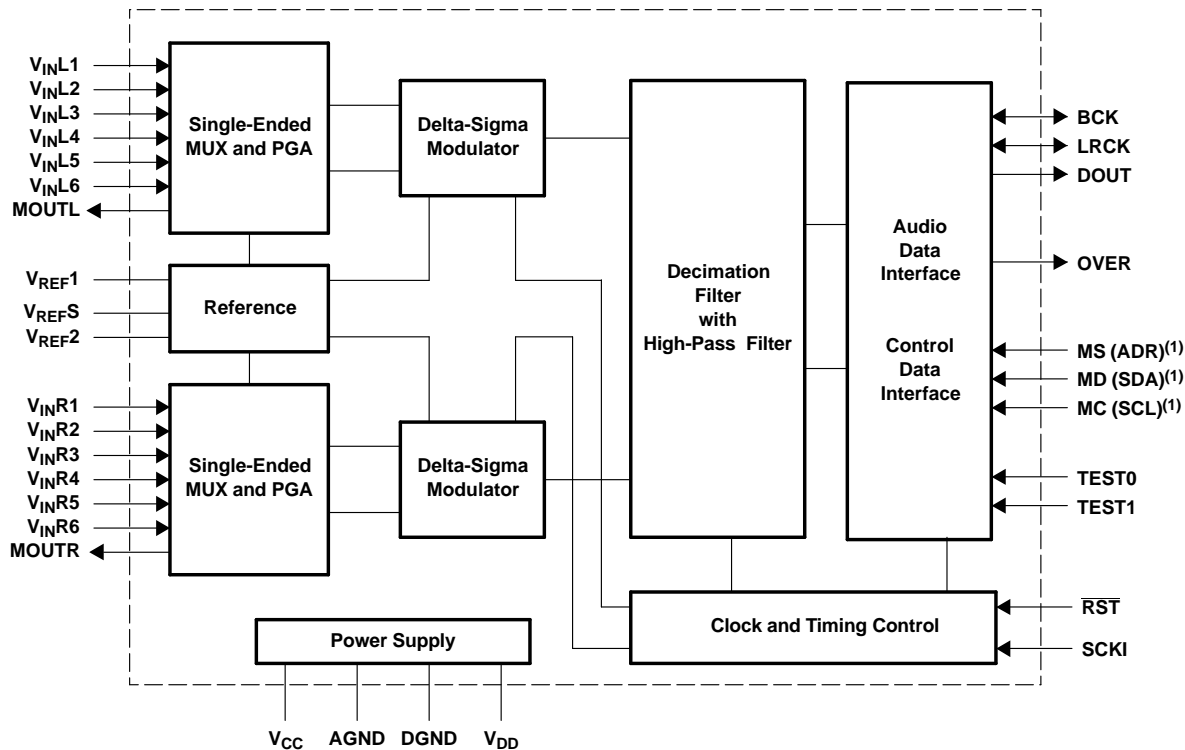 VINL1
VINL2
VINL3
VINL4
VINL5
VINL6
MOUTL
VREF1
VREFS
VREF2
VINR1
VINR2
VINR3
VINR4
VINR5
VINR6
MOUTR
Single-Ended
MUX and PGA
Reference
Single-Ended
MUX and PGA
Delta-Sigma
Modulator
Delta-Sigma
Modulator
Decimation
Filter
with
High-Pass Filter
Audio
Data
Interface
Control
Data
Interface
Clock and Timing Control
Power Supply
BCK
LRCK
DOUT
OVER
MS (ADR)(1)
MD (SDA)(1)
MC (SCL)(1)
TEST0
TEST1
RST
SCKI
VCC
AGND
DGND
VDD